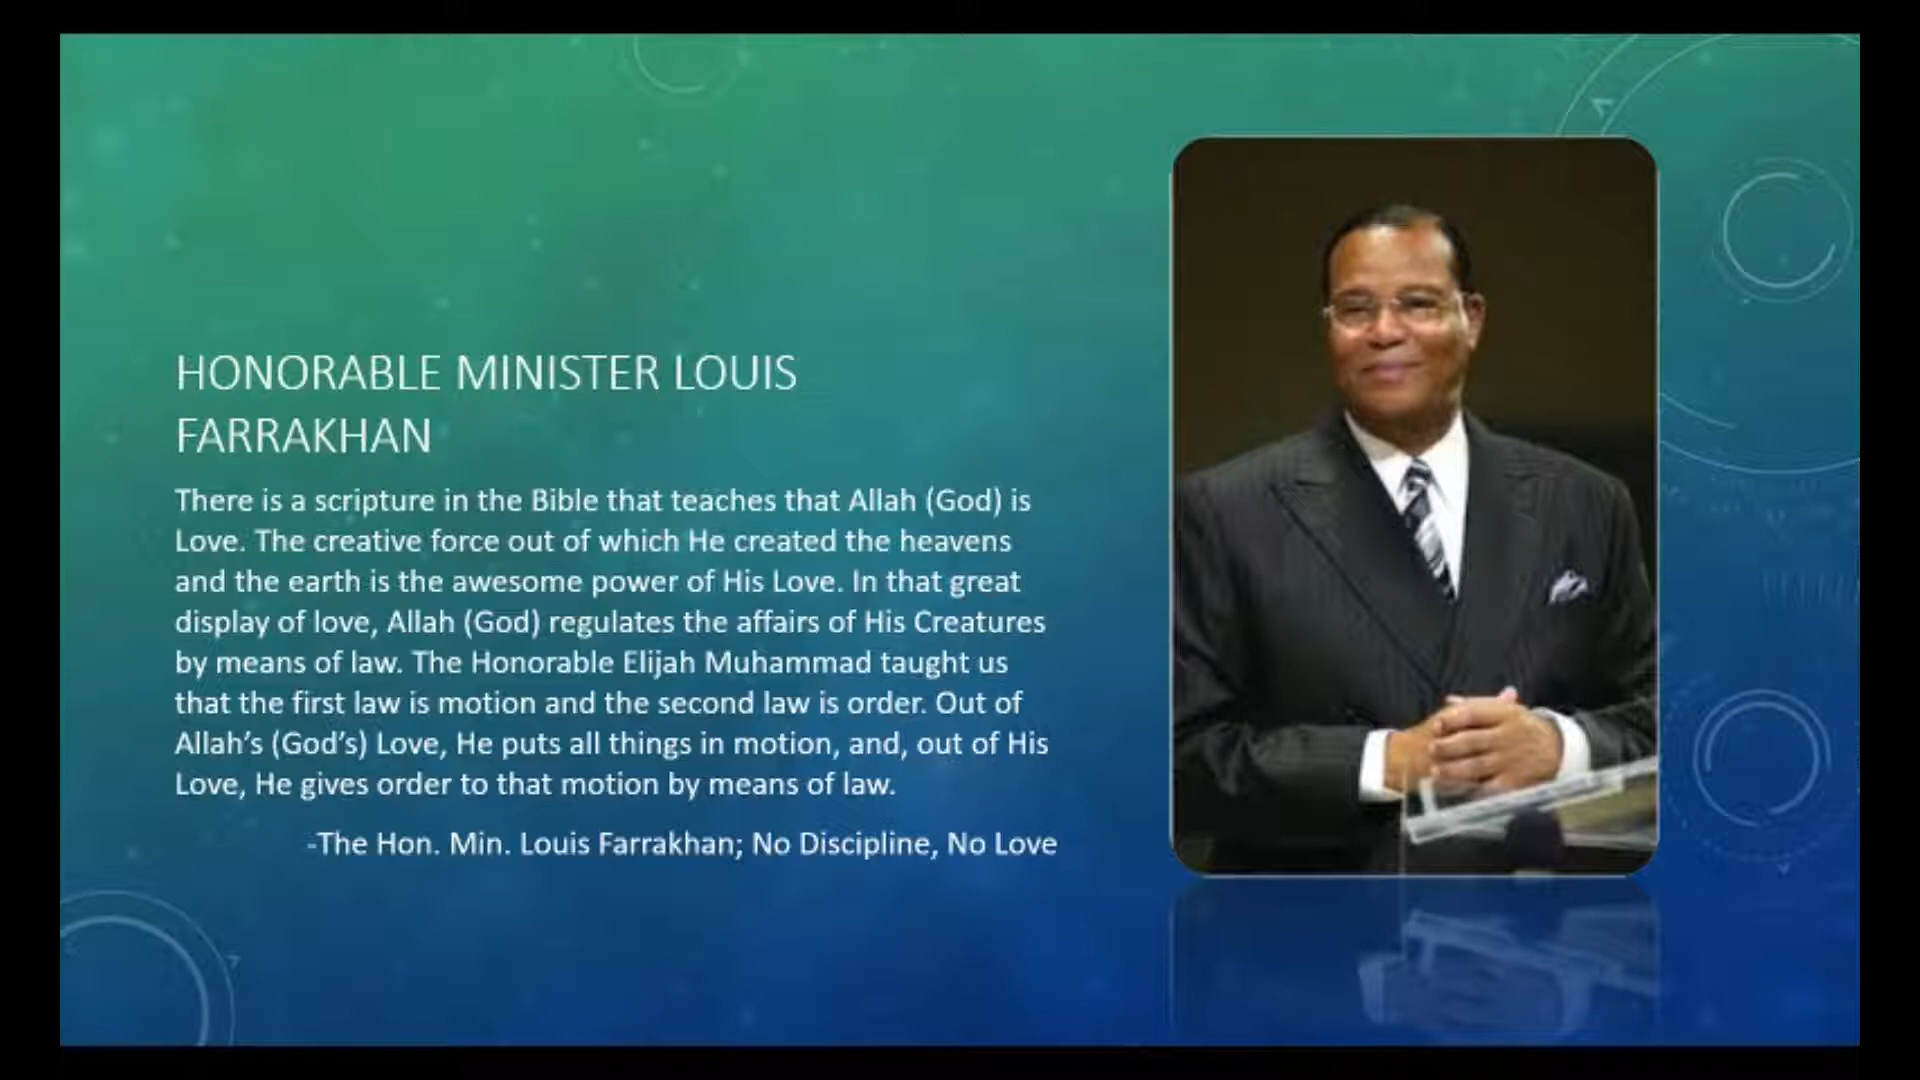 HONORABLE MINISTER LOUIS
FARRAKHAN
There is a scripture in the Bible that teaches that Allah (God) is
Love. The creative force out of which He created the heavens
and the earth is the awesome power of His Love. In that great
display of love, Allah (God) regulates the affairs of His Creatures
by means of law. The Honorable Elijah Muhammad taught us
that the first law is motion and the second law is order. Out of
Allah’s (God’s) Love, He puts all things in motion, and, out of His
Love, He gives order to that motion by means of law.
-The Hon. Min. Louis Farrakhan; No Discipline, No Love